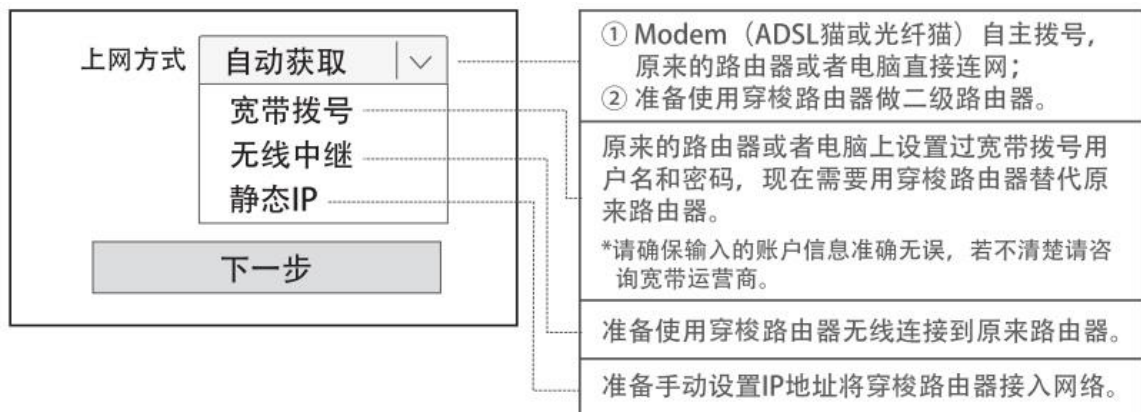 上网方式
自动获取
宽带拨号
无线中继
静态IP
下一步
① Modem（ADSL猫或光纤猫）自主拨号，
原来的路由器或者电脑直接连网；
② 准备使用穿梭路由器做二级路由器。
原来的路由器或者电脑上设置过宽带拨号用
户名和密码，现在需要用穿梭路由器替代原
来路由器。
*请确保输入的账户信息准确无误，若不清楚请咨
询宽带运营商。
准备使用穿梭路由器无线连接到原来路由器。
准备手动设置IP地址将穿梭路由器接入网络。